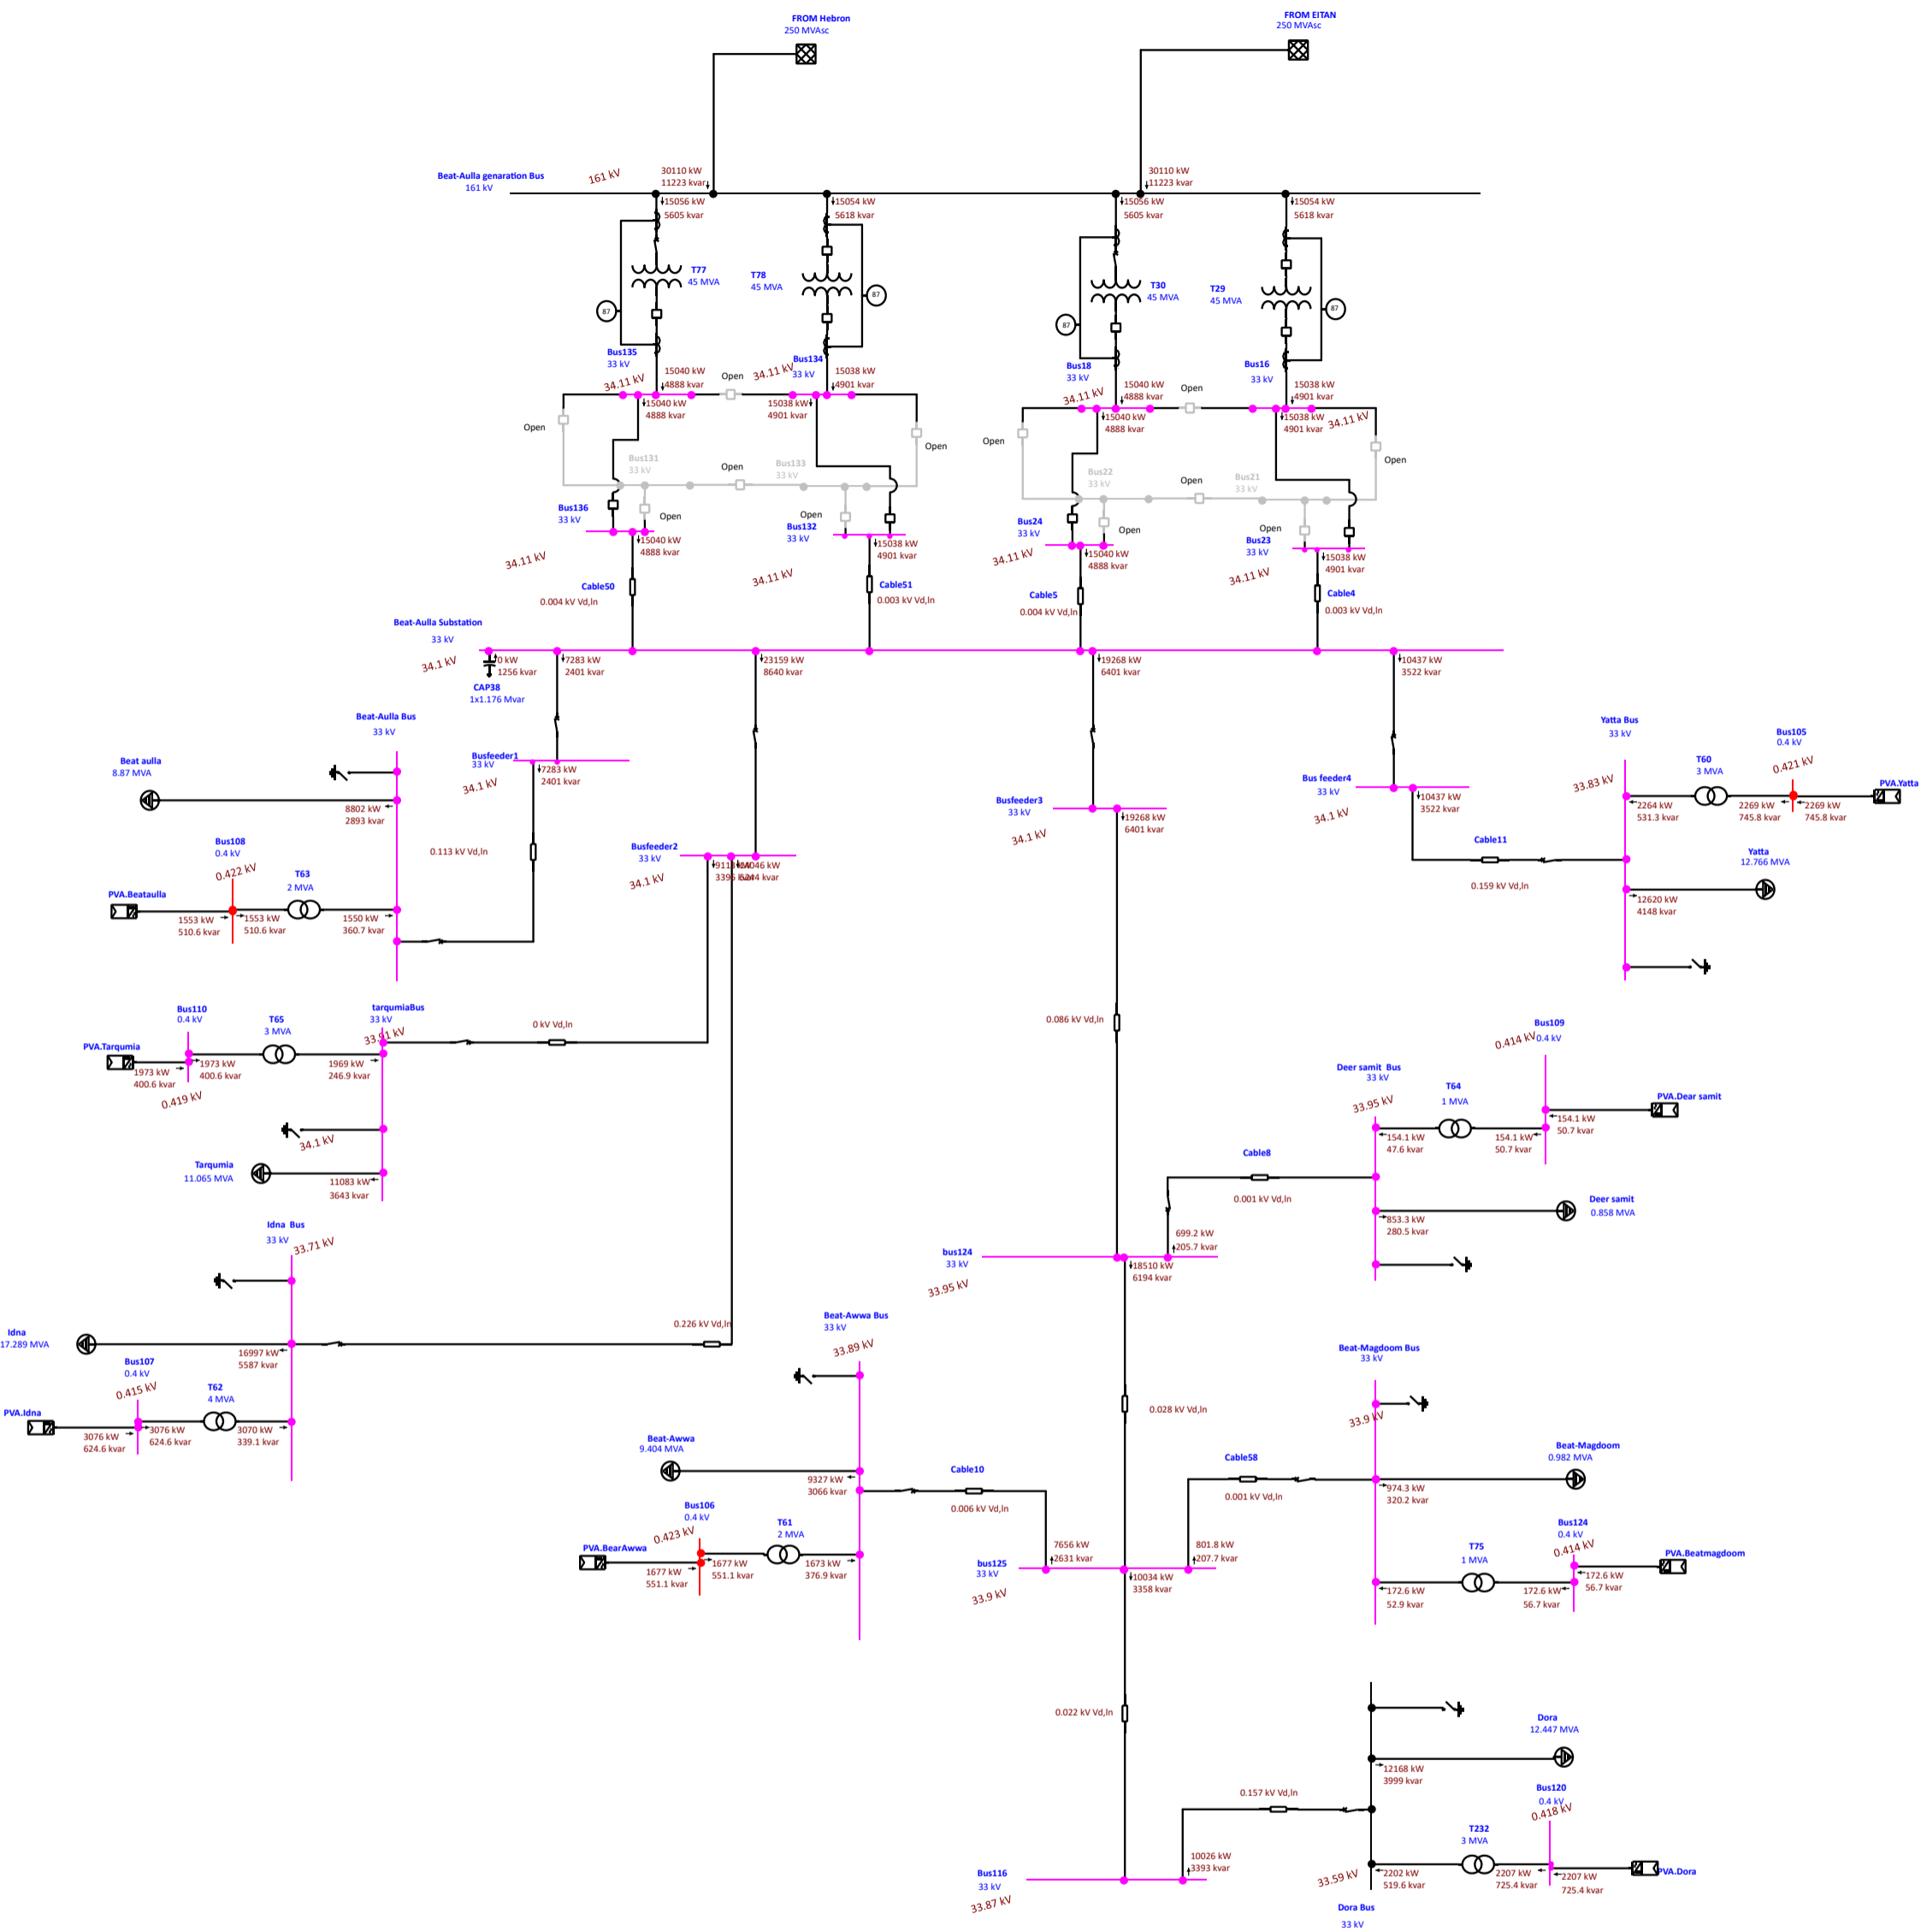 FROM Hebron
250 MVAsc
FROM EITAN
250 MVAsc
Beat-Aulla genaration Bus
161 kV
161 kV
30110 kW
11223 kvar
30110 kW
11223 kvar
15056 kW
5605 kvar
15054 kW
5618 kvar
15056 kW
5605 kvar
15054 kW
5618 kvar
T77
45 MVA
T78
45 MVA
T30
45 MVA
T29
45 MVA
87
87
87
87
Bus135
33 kV
34.11 kV
15040 kW
4888 kvar
Open
34.11 kV
Bus134
33 kV
15038 kW
4901 kvar
Bus18
33 kV
34.11 kV
15040 kW
4888 kvar
Open
Bus16
33 kV
15038 kW
4901 kvar
15040 kW
4888 kvar
15038 kW
4901 kvar
15040 kW
4888 kvar
15038 kW
4901 kvar
34.11 kV
Open
Open
Open
Open
Bus131
33 kV
Open
Bus133
33 kV
Bus22
33 kV
Open
Bus21
33 kV
Bus136
33 kV
Open
Open
Bus132
33 kV
Bus24
33 kV
Open
Open
Bus23
33 kV
34.11 kV
15040 kW
4888 kvar
34.11 kV
15038 kW
4901 kvar
34.11 kV
15040 kW
4888 kvar
34.11 kV
15038 kW
4901 kvar
Cable50
0.004 kV Vd,ln
Cable51
0.003 kV Vd,ln
Cable5
0.004 kV Vd,ln
Cable4
0.003 kV Vd,ln
Beat-Aulla Substation
33 kV
34.1 kV
0 kW
1256 kvar
CAP38
1x1.176 Mvar
7283 kW
2401 kvar
23159 kW
8640 kvar
19268 kW
6401 kvar
10437 kW
3522 kvar
Beat-Aulla Bus
33 kV
Beat aulla
8.87 MVA
8802 kW
2893 kvar
Busfeeder1
33 kV
34.1 kV
7283 kW
2401 kvar
0.113 kV Vd,ln
Bus108
0.4 kV
0.422 kV
T63
2 MVA
PVA.Beataulla
1553 kW
510.6 kvar
1553 kW
510.6 kvar
1550 kW
360.7 kvar
Busfeeder2
33 kV
34.1 kV
Busfeeder3
33 kV
34.1 kV
19268 kW
6401 kvar
Bus feeder4
33 kV
34.1 kV
10437 kW
3522 kvar
Cable11
0.159 kV Vd,ln
Yatta Bus
33 kV
33.83 kV
T60
3 MVA
Bus105
0.4 kV
0.421 kV
PVA.Yatta
2264 kW
531.3 kvar
2269 kW
745.8 kvar
2269 kW
745.8 kvar
Yatta
12.766 MVA
12620 kW
4148 kvar
Bus110
0.4 kV
T65
3 MVA
tarqumiaBus
33 kV
0 kV Vd,ln
PVA.Tarqumia
1973 kW
400.6 kvar
1973 kW
400.6 kvar
1969 kW
246.9 kvar
0.419 kV
34.1 kV
Tarqumia
11.065 MVA
11083 kW
3643 kvar
0.086 kV Vd,ln
Bus109
0.4 kV
0.414 kV
Deer samit Bus
33 kV
33.95 kV
T64
1 MVA
PVA.Dear samit
154.1 kW
47.6 kvar
154.1 kW
50.7 kvar
154.1 kW
50.7 kvar
Cable8
0.001 kV Vd,ln
Deer samit
0.858 MVA
853.3 kW
280.5 kvar
699.2 kW
205.7 kvar
bus124
33 kV
33.95 kV
18510 kW
6194 kvar
Idna Bus
33 kV
33.71 kV
Idna
17.289 MVA
16997 kW
5587 kvar
0.226 kV Vd,ln
Bus107
0.4 kV
0.415 kV
T62
4 MVA
PVA.Idna
3076 kW
624.6 kvar
3076 kW
624.6 kvar
3070 kW
339.1 kvar
Beat-Awwa Bus
33 kV
33.89 kV
Beat-Awwa
9.404 MVA
9327 kW
3066 kvar
Cable10
0.006 kV Vd,ln
Bus106
0.4 kV
0.423 kV
T61
2 MVA
PVA.BearAwwa
1677 kW
551.1 kvar
1677 kW
551.1 kvar
1673 kW
376.9 kvar
0.028 kV Vd,ln
Beat-Magdoom Bus
33 kV
33.9 kV
Cable58
0.001 kV Vd,ln
Beat-Magdoom
0.982 MVA
974.3 kW
320.2 kvar
7656 kW
2631 kvar
801.8 kW
207.7 kvar
bus125
33 kV
33.9 kV
10034 kW
3358 kvar
Bus124
0.4 kV
0.414 kV
T75
1 MVA
PVA.Beatmagdoom
172.6 kW
52.9 kvar
172.6 kW
56.7 kvar
172.6 kW
56.7 kvar
0.022 kV Vd,ln
Dora
12.447 MVA
12168 kW
3999 kvar
0.157 kV Vd,ln
Bus120
0.4 kV
0.418 kV
T232
3 MVA
PVA.Dora
10026 kW
3393 kvar
Bus116
33 kV
33.87 kV
33.59 kV
2202 kW
519.6 kvar
2207 kW
725.4 kvar
2207 kW
725.4 kvar
Dora Bus
33 kV